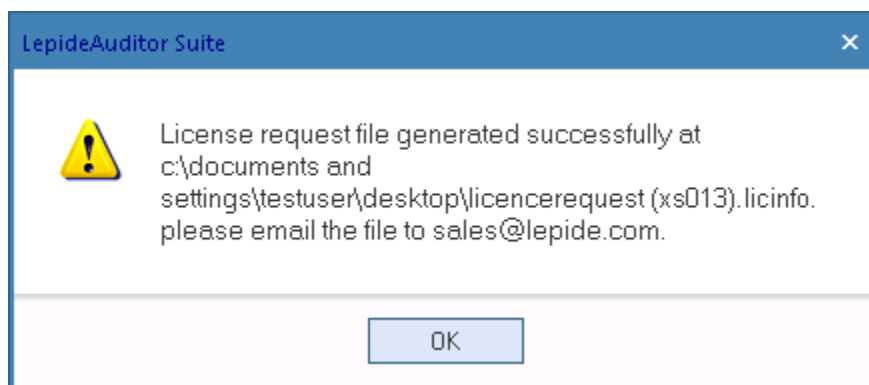 LepideAuditor Suite
License request file generated successfully at
c:\documents and
settings\testuser\desktop\licencerequest (xs013).licinfo.
please email the file to sales@lepide.com.
OK